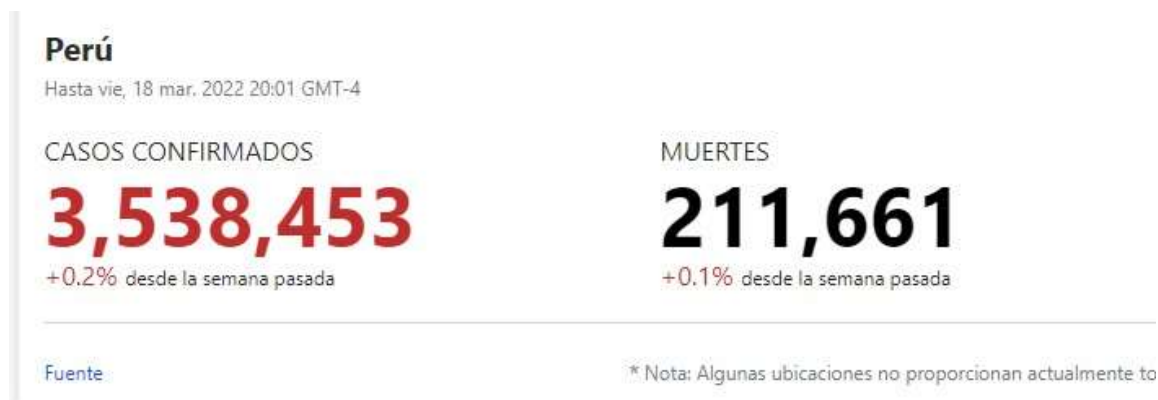 Perú
Hasta vie, 18 mar. 2022 20:01 GMT-4
CASOS CONFIRMADOS
3,538,453
+0.2% desde la semana pasada
MUERTES
211,661
+0.1% desde la semana pasada
Fuente
* Nota: Algunas ubicaciones no proporcionan actualmente to